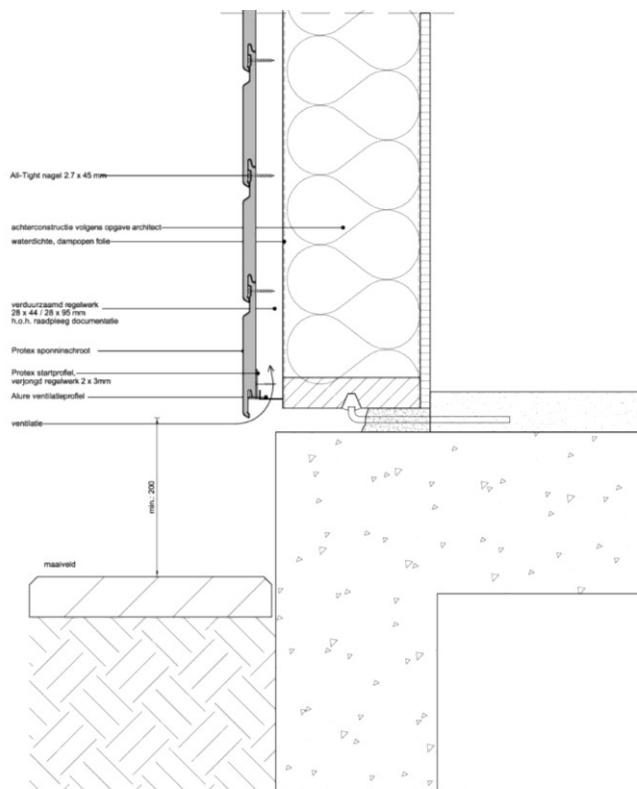 All-Tight nagel 2.7 x 45 mm
achterconstructie volgens opgave architect
waterdichte, dampopen folie
verduurzaamd regelwerk
28 x 44 / 28 x 95 mm
h.o.h. raadpleeg documentatie
Protex sponninschroot
Protex startprofiel,
verjongd regelwerk 2 x 3mm
Alure ventilatieprofiel
ventilatie
min.: 200
maaiveld